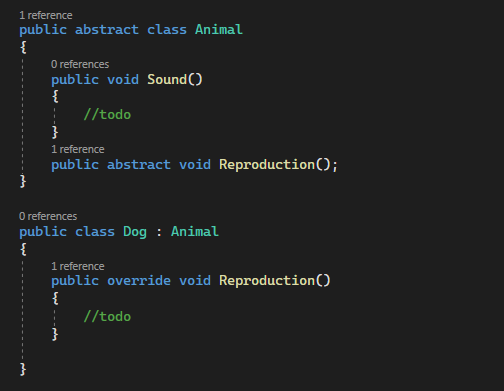 1 reference
public abstract class Animal
{
0 references
public void Sound()
{
//todo
}
1 reference
public abstract void Reproduction();
}
0 references
public class Dog : Animal
{
1 reference
public override void Reproduction()
{
//todo
}
}